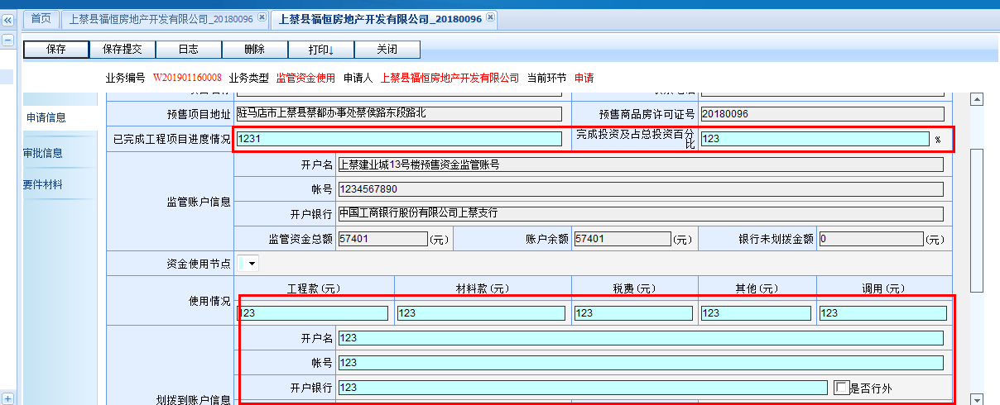 首页 上蔡县福恒房地产开发有限公司_20180096 上蔡县福恒房地产开发有限公司_20180096
保存 保存提交 日志 删除 打印↓ 关闭
业务编号 W201901160008 业务类型 监管资金使用 申请人 上蔡县福恒房地产开发有限公司 当前环节 申请
申请信息
审批信息
要件材料
预售项目地址 驻马店市上蔡县蔡都办事处蔡侯路东段路北 预售商品房许可证号 20180096
已完成工程项目进度情况 1231 完成投资及占总投资百分比 123 %
监管账户信息
开户名 上蔡建业城13号楼预售资金监管账号
帐号 1234567890
开户银行 中国工商银行股份有限公司上蔡支行
监管资金总额 57401 (元) 账户余额 57401 (元) 银行未划拨金额 0 (元)
资金使用节点
使用情况
工程款(元) 材料款(元) 税费(元) 其他(元) 调用(元)
123 123 123 123 123
划拨到账户信息
开户名 123
帐号 123
开户银行 123 是否行外